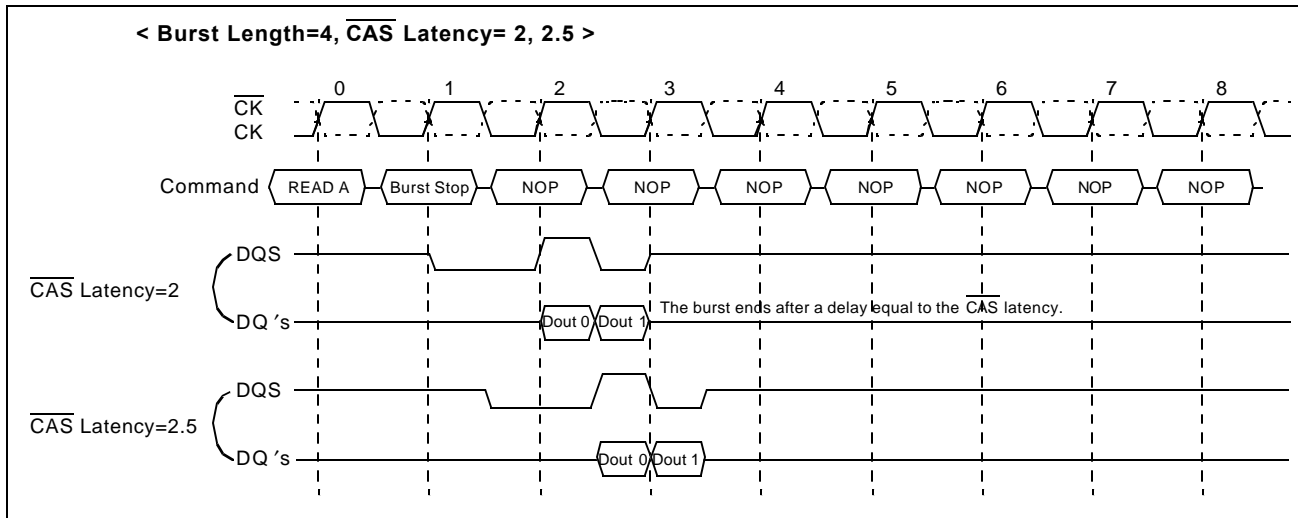 < Burst Length=4, CAS Latency= 2, 2.5 >
0 1 2 3 4 5 6 7 8
CK
CK
Command READ A Burst Stop NOP NOP NOP NOP NOP NOP NOP
DQS
CAS Latency=2
The burst ends after a delay equal to the CAS latency.
DQ 's Dout 0 Dout 1
DQS
CAS Latency=2.5
DQ 's Dout 0 Dout 1